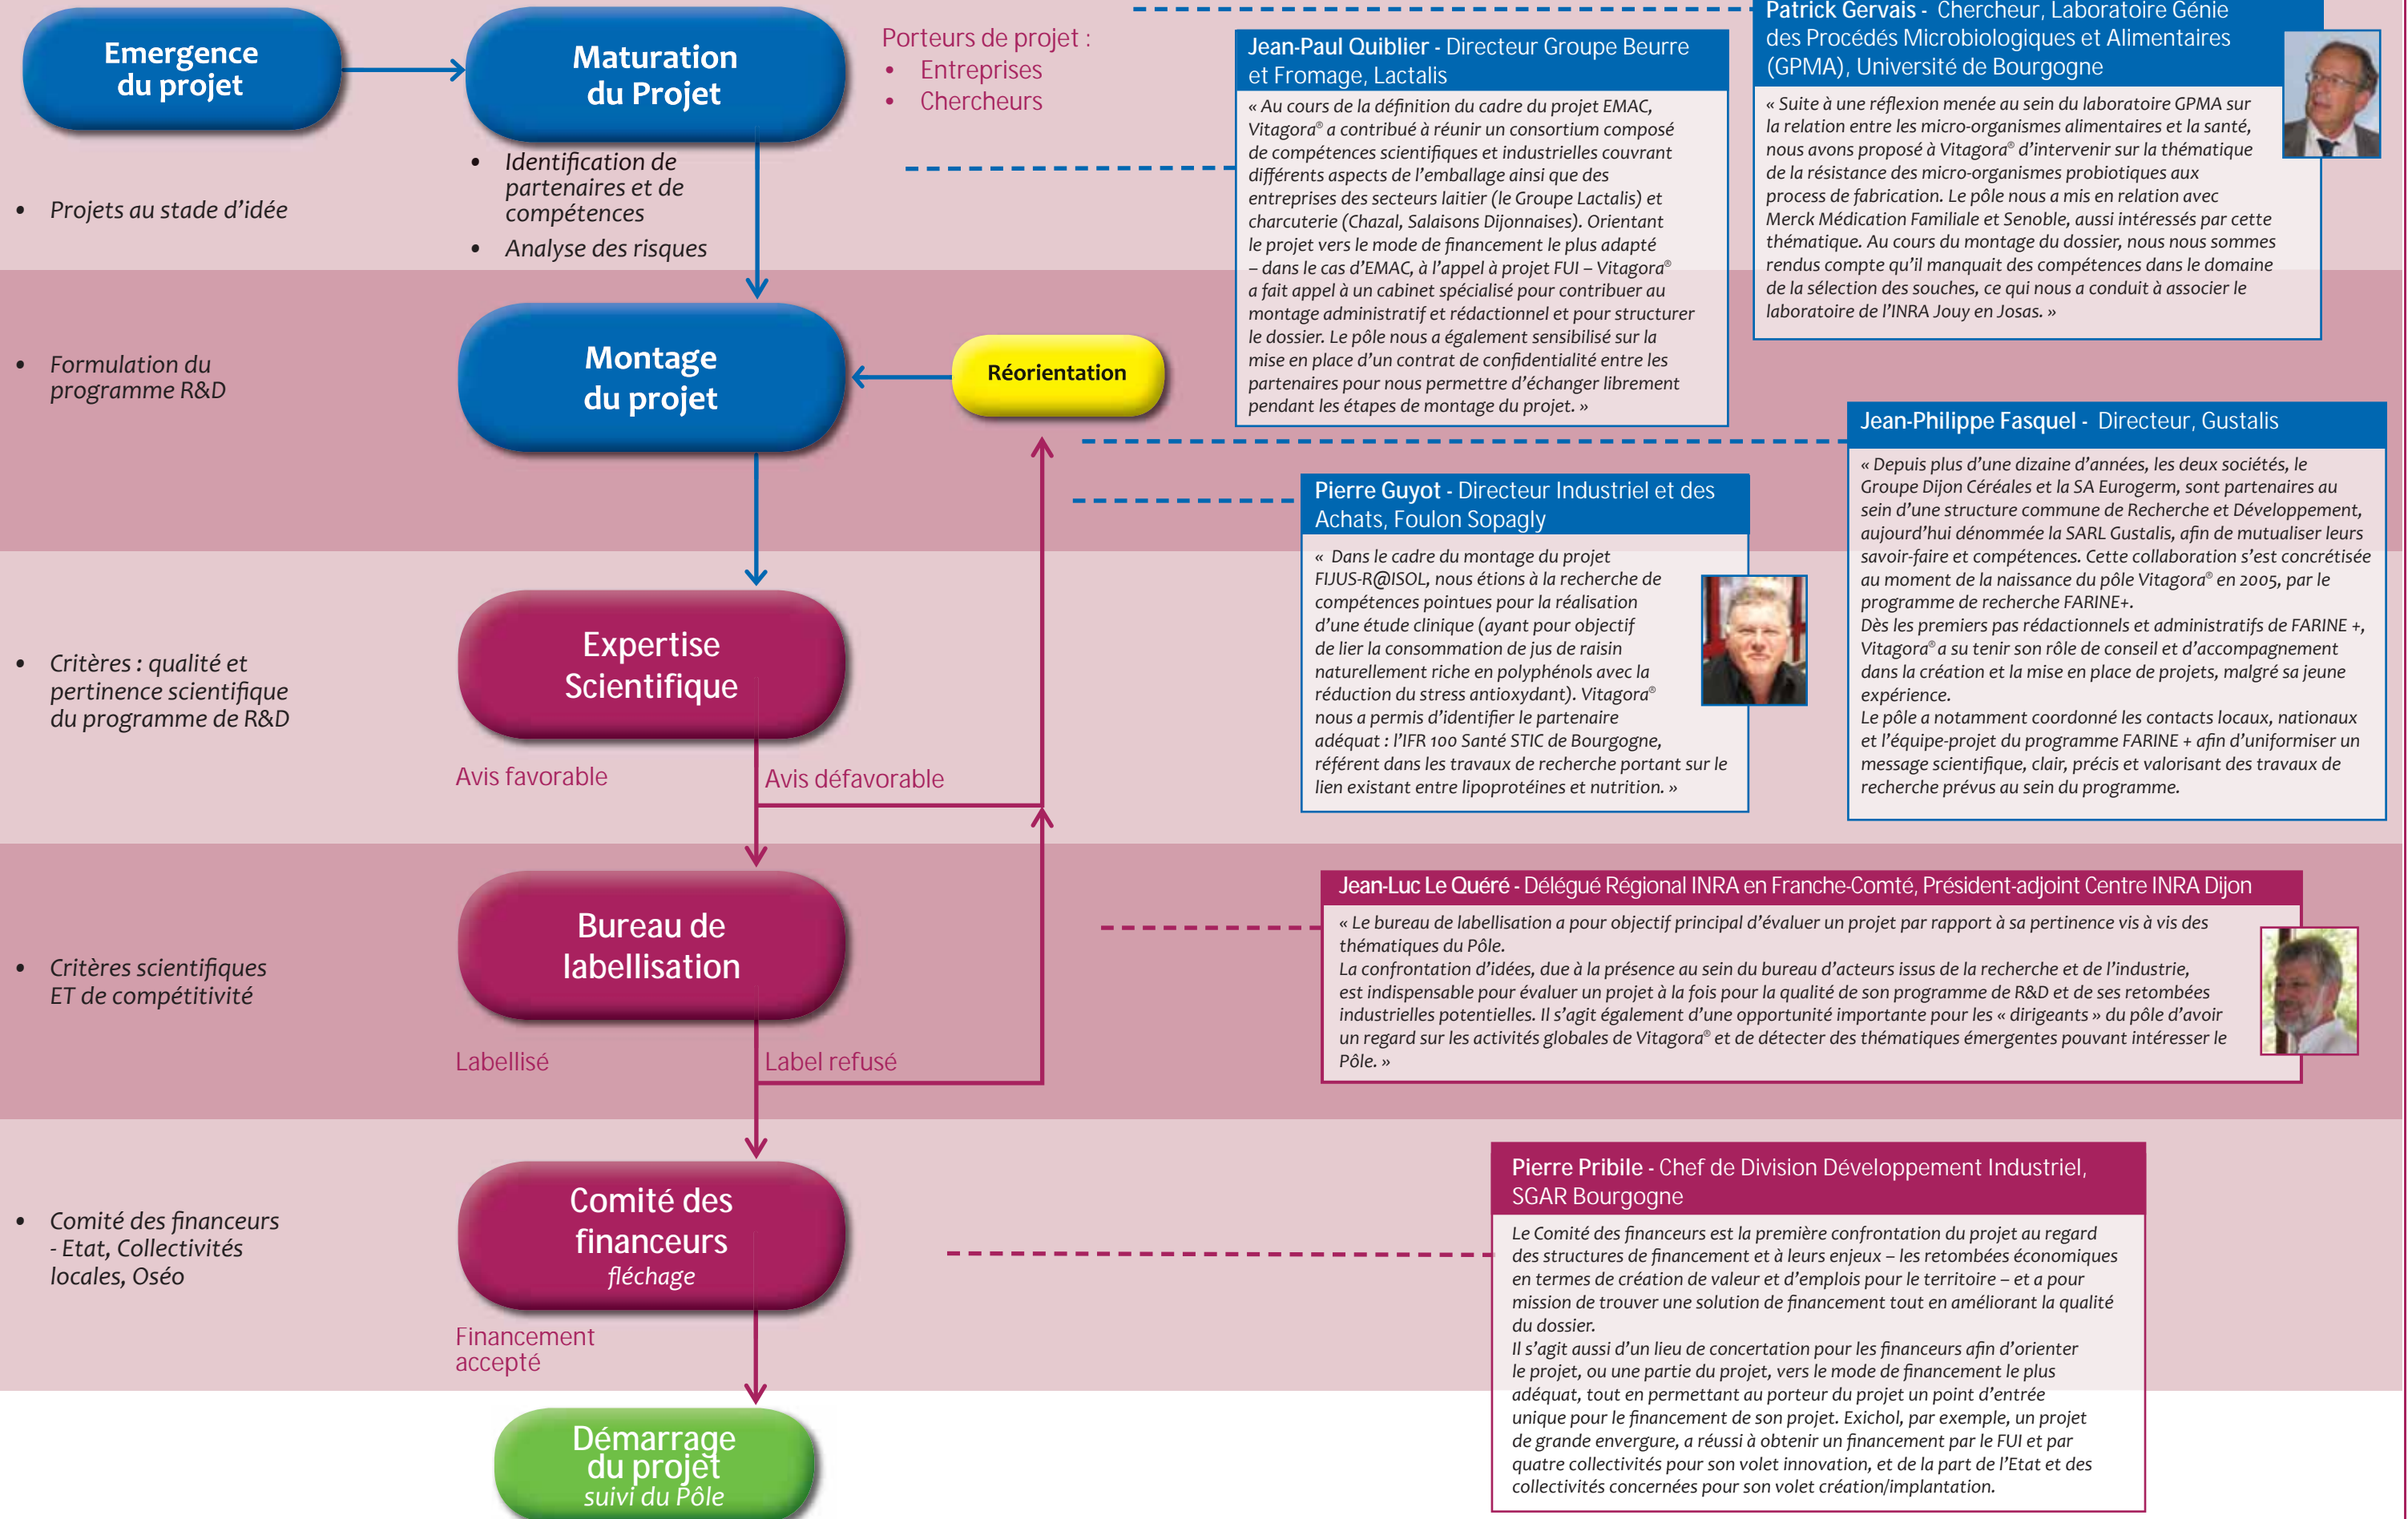 Emergence
du projet
Maturation
du Projet
Porteurs de projet :
• Entreprises
• Chercheurs
• Projets au stade d'idée
• Identification de
partenaires et de
compétences
• Analyse des risques
Jean-Paul Quiblier - Directeur Groupe Beurre
et Fromage, Lactalis
« Au cours de la définition du cadre du projet EMAC,
Vitagora® a contribué à réunir un consortium composé
de compétences scientifiques et industrielles couvrant
différents aspects de l'emballage ainsi que des
entreprises des secteurs laitier (le Groupe Lactalis) et
charcuterie (Chazal, Salaisons Dijonnaises). Orientant
le projet vers le mode de financement le plus adapté
– dans le cas d'EMAC, à l'appel à projet FUI – Vitagora®
a fait appel à un cabinet spécialisé pour contribuer au
montage administratif et rédactionnel et pour structurer
le dossier. Le pôle nous a également sensibilisé sur la
mise en place d'un contrat de confidentialité entre les
partenaires pour nous permettre d'échanger librement
pendant les étapes de montage du projet. »
Patrick Gervais - Chercheur, Laboratoire Génie
des Procédés Microbiologiques et Alimentaires
(GPMA), Université de Bourgogne
« Suite à une réflexion menée au sein du laboratoire GPMA sur
la relation entre les micro-organismes alimentaires et la santé,
nous avons proposé à Vitagora® d'intervenir sur la thématique
de la résistance des micro-organismes probiotiques aux
process de fabrication. Le pôle nous a mis en relation avec
Merck Médication Familiale et Senoble, aussi intéressés par cette
thématique. Au cours du montage du dossier, nous nous sommes
rendus compte qu'il manquait des compétences dans le domaine
de la sélection des souches, ce qui nous a conduit à associer le
laboratoire de l'INRA Jouy en Josas. »
• Formulation du
programme R&D
Montage
du projet
Réorientation
Pierre Guyot - Directeur Industriel et des
Achats, Foulon Sopagly
« Dans le cadre du montage du projet
FIJUS-R@ISOL, nous étions à la recherche de
compétences pointues pour la réalisation
d'une étude clinique (ayant pour objectif
de lier la consommation de jus de raisin
naturellement riche en polyphénols avec la
réduction du stress antioxydant). Vitagora®
nous a permis d'identifier le partenaire
adéquat : l'IFR 100 Santé STIC de Bourgogne,
référent dans les travaux de recherche portant sur le
lien existant entre lipoprotéines et nutrition. »
Jean-Philippe Fasquel - Directeur, Gustalis
« Depuis plus d'une dizaine d'années, les deux sociétés, le
Groupe Dijon Céréales et la SA Eurogerm, sont partenaires au
sein d'une structure commune de Recherche et Développement,
aujourd'hui dénommée la SARL Gustalis, afin de mutualiser leurs
savoir-faire et compétences. Cette collaboration s'est concrétisée
au moment de la naissance du pôle Vitagora® en 2005, par le
programme de recherche FARINE+.
Dès les premiers pas rédactionnels et administratifs de FARINE +,
Vitagora® a su tenir son rôle de conseil et d'accompagnement
dans la création et la mise en place de projets, malgré sa jeune
expérience.
Le pôle a notamment coordonné les contacts locaux, nationaux
et l'équipe-projet du programme FARINE + afin d'uniformiser un
message scientifique, clair, précis et valorisant des travaux de
recherche prévus au sein du programme.
• Critères : qualité et
pertinence scientifique
du programme de R&D
Expertise
Scientifique
Avis favorable
Avis défavorable
• Critères scientifiques
ET de compétitivité
Bureau de
labellisation
Labellisé
Label refusé
Jean-Luc Le Quéré - Délégué Régional INRA en Franche-Comté, Président-adjoint Centre INRA Dijon
« Le bureau de labellisation a pour objectif principal d'évaluer un projet par rapport à sa pertinence vis à vis des
thématiques du Pôle.
La confrontation d'idées, due à la présence au sein du bureau d'acteurs issus de la recherche et de l'industrie,
est indispensable pour évaluer un projet à la fois pour la qualité de son programme de R&D et de ses retombées
industrielles potentielles. Il s'agit également d'une opportunité importante pour les « dirigeants » du pôle d'avoir
un regard sur les activités globales de Vitagora® et de détecter des thématiques émergentes pouvant intéresser le
Pôle. »
• Comité des financeurs
- Etat, Collectivités
locales, Oséo
Comité des
financeurs
fléchage
Financement
accepté
Pierre Pribile - Chef de Division Développement Industriel,
SGAR Bourgogne
Le Comité des financeurs est la première confrontation du projet au regard
des structures de financement et à leurs enjeux – les retombées économiques
en termes de création de valeur et d'emplois pour le territoire – et a pour
mission de trouver une solution de financement tout en améliorant la qualité
du dossier.
Il s'agit aussi d'un lieu de concertation pour les financeurs afin d'orienter
le projet, ou une partie du projet, vers le mode de financement le plus
adéquat, tout en permettant au porteur du projet un point d'entrée
unique pour le financement de son projet. Exichol, par exemple, un projet
de grande envergure, a réussi à obtenir un financement par le FUI et par
quatre collectivités pour son volet innovation, et de la part de l'Etat et des
collectivités concernées pour son volet création/implantation.
Démarrage
du projet
suivi du Pôle